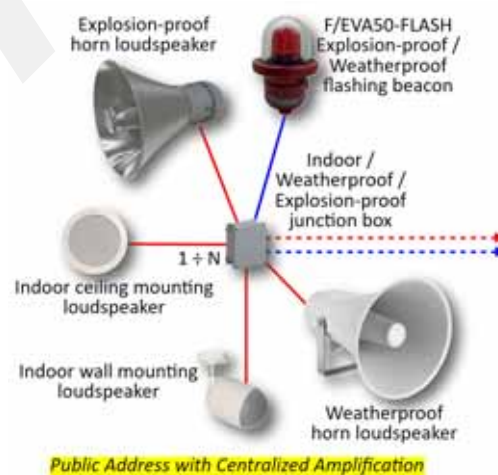 Explosion-proof
horn loudspeaker
F/EVA50-FLASH
Explosion-proof /
Weatherproof
flashing beacon
Indoor /
Weatherproof /
Explosion-proof
junction box
1 ÷ N
Indoor ceiling mounting
loudspeaker
Indoor wall mounting
loudspeaker
Weatherproof
horn loudspeaker
Public Address with Centralized Amplification